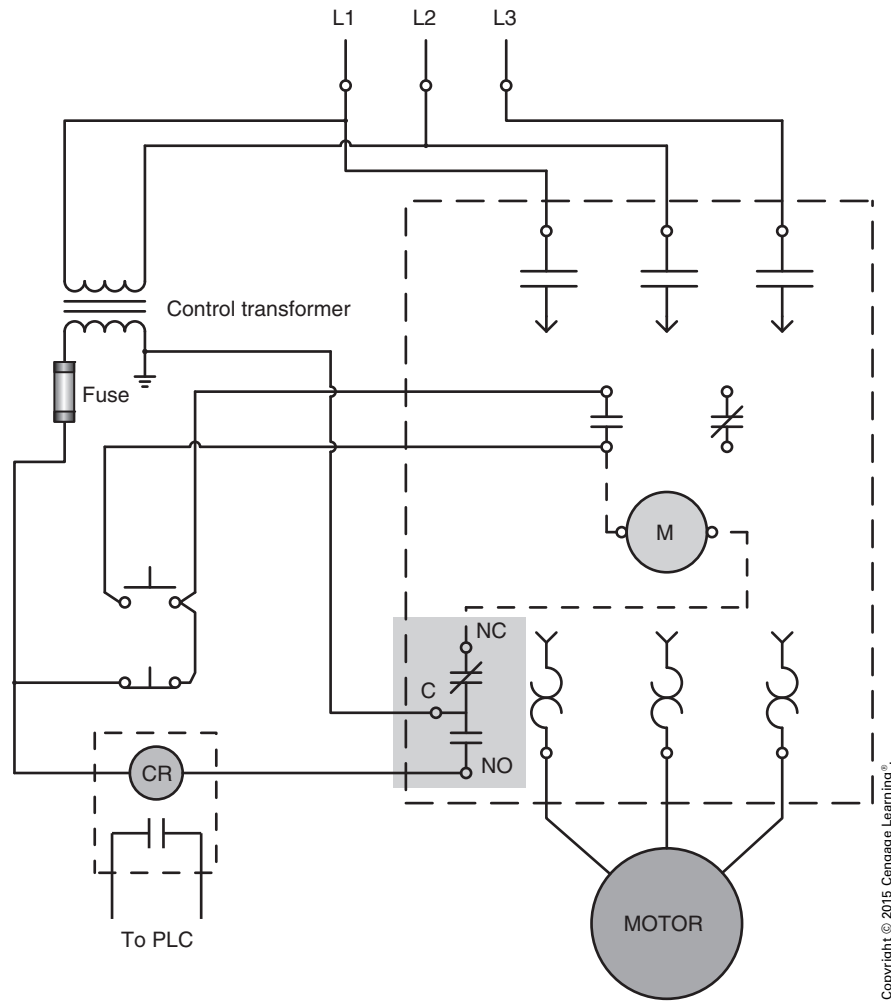 L1 L2 L3
Control transformer
Fuse
M
NC
C
NO
CR
To PLC
MOTOR
Copyright © 2015 Cengage Learning®.